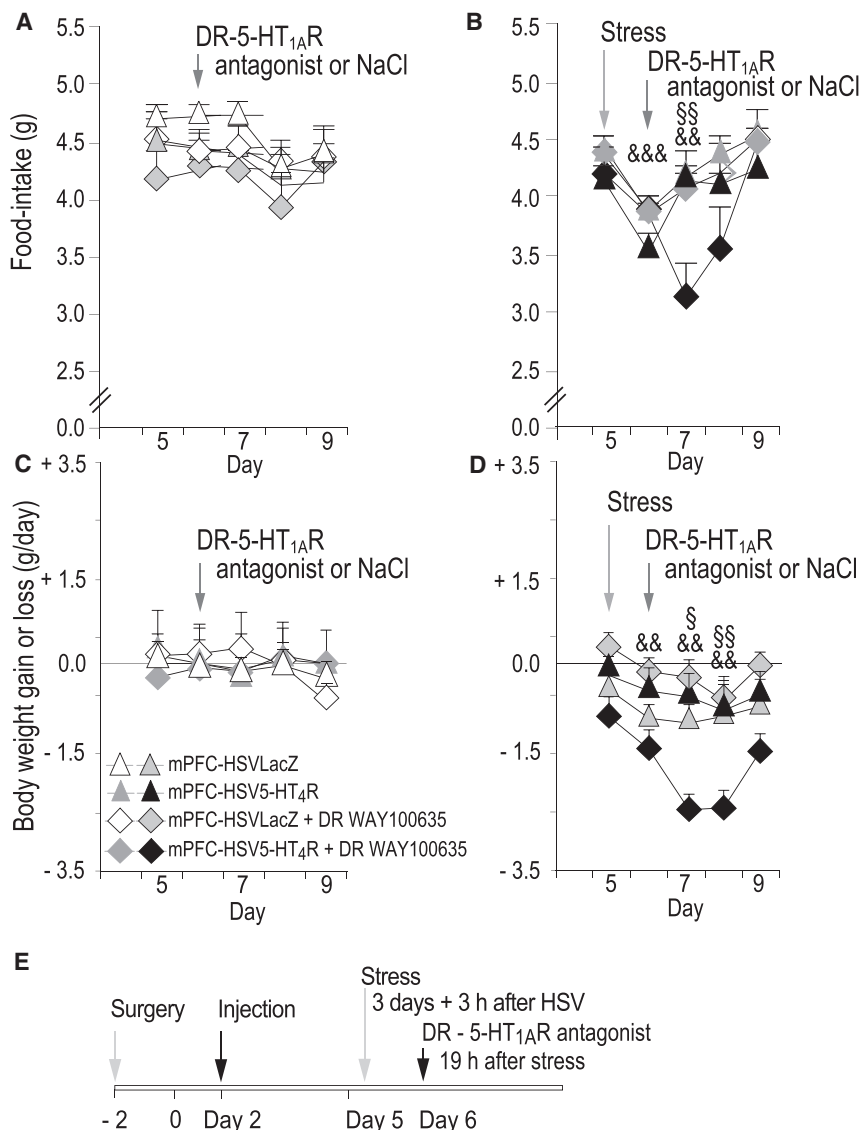 A
5.5
5.0
4.5
4.0
3.5
3.0
2.5
0.0
Food-intake (g)
DR-5-HT1AR
antagonist or NaCl
5
7
9
Day
B
5.5
5.0
4.5
4.0
3.5
3.0
2.5
0.0
Stress
DR-5-HT1AR
antagonist or NaCl
&&&
§§
&&
5
7
9
Day
C
+ 3.5
+ 1.5
0.0
- 1.5
- 3.5
Body weight gain or loss (g/day)
DR-5-HT1AR
antagonist or NaCl
mPFC-HSVLacZ
mPFC-HSV5-HT4R
mPFC-HSVLacZ + DR WAY100635
mPFC-HSV5-HT4R + DR WAY100635
5
7
9
Day
D
+ 3.5
+ 1.5
0.0
- 1.5
- 3.5
Stress
DR-5-HT1AR
antagonist or NaCl
&&
§
&&
§§
&&
5
7
9
Day
E
Surgery
Injection
Stress
3 days + 3 h after HSV
DR - 5-HT1AR antagonist
19 h after stress
- 2
0
Day 2
Day 5
Day 6